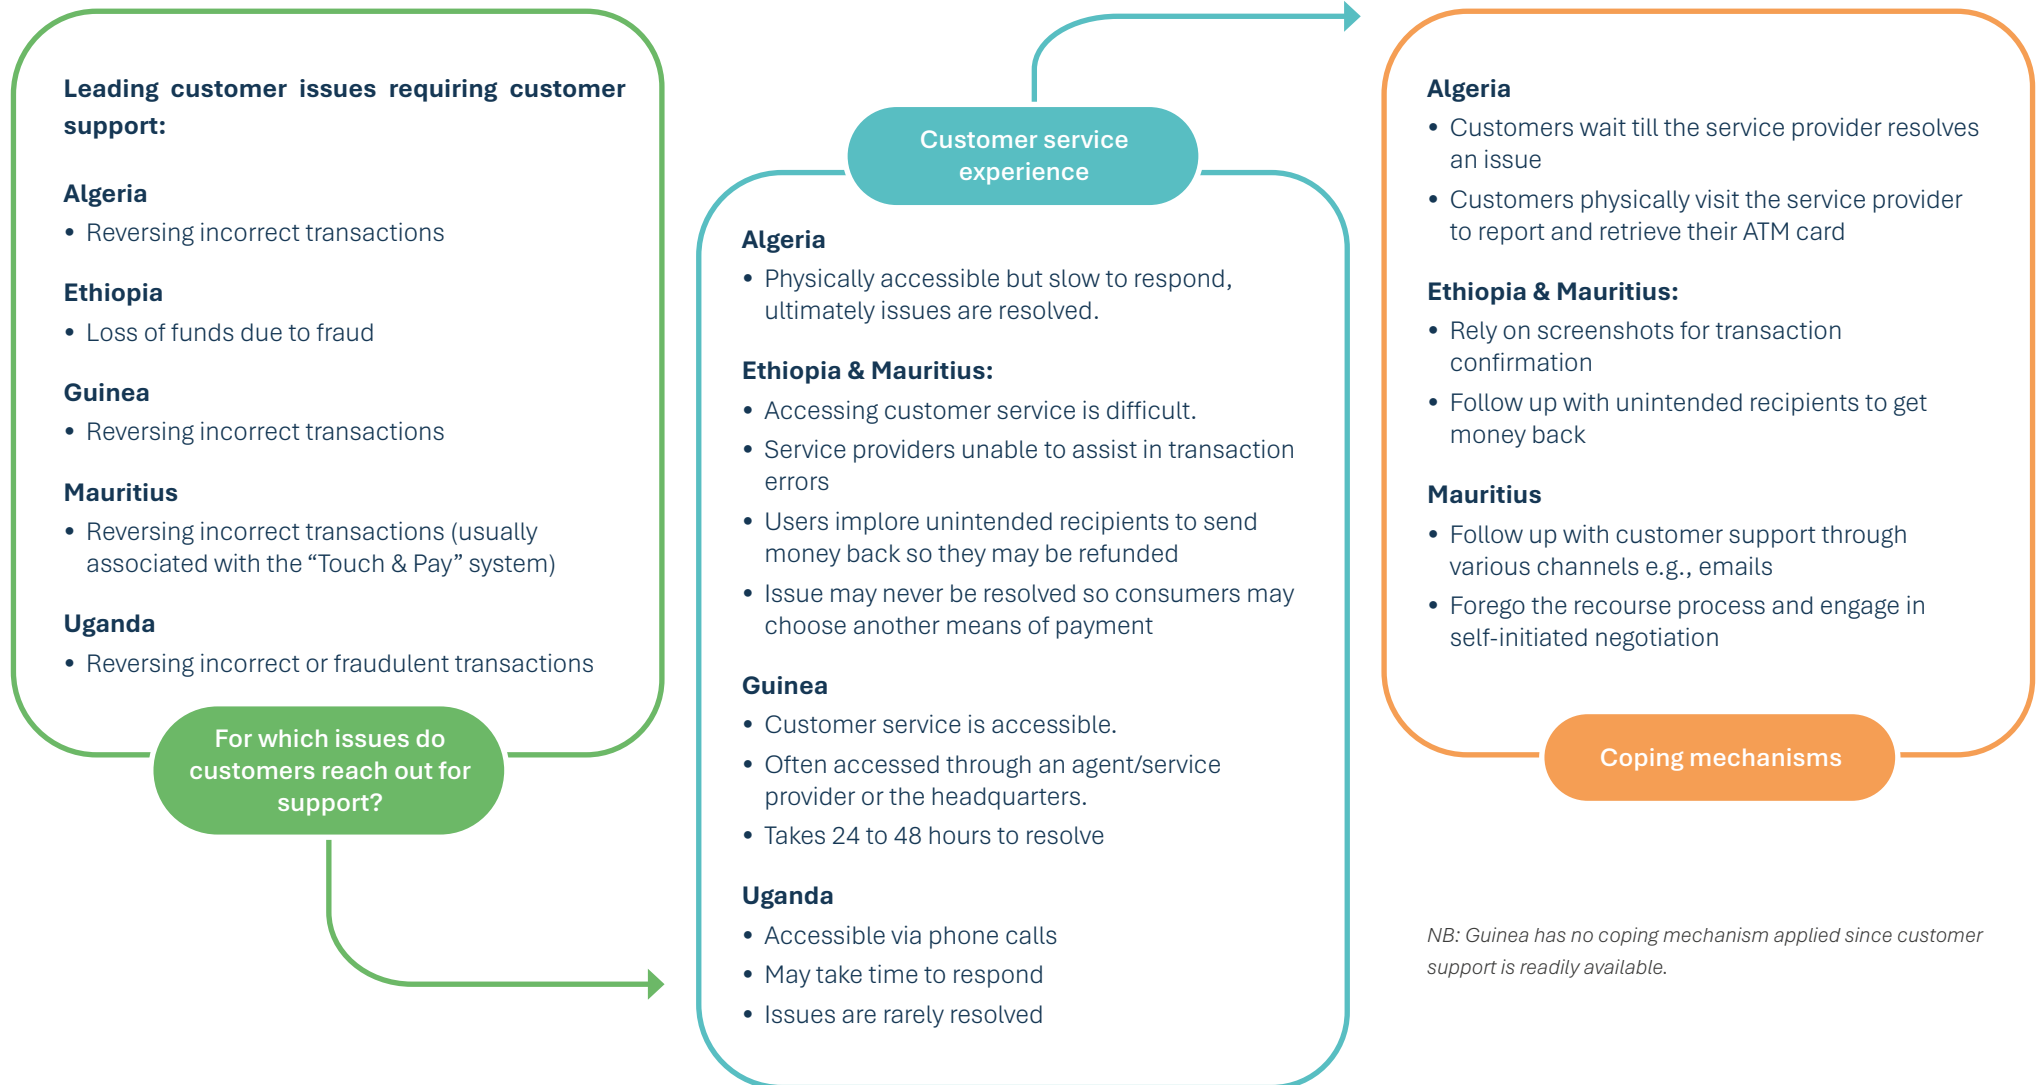 Leading customer issues requiring customer
support:
Algeria
• Reversing incorrect transactions
Ethiopia
• Loss of funds due to fraud
Guinea
• Reversing incorrect transactions
Mauritius
• Reversing incorrect transactions (usually
associated with the “Touch & Pay” system)
Uganda
• Reversing incorrect or fraudulent transactions
For which issues do
customers reach out for
support?
Customer service
experience
Algeria
• Physically accessible but slow to respond,
ultimately issues are resolved.
Ethiopia & Mauritius:
• Accessing customer service is difficult.
• Service providers unable to assist in transaction
errors
• Users implore unintended recipients to send
money back so they may be refunded
• Issue may never be resolved so consumers may
choose another means of payment
Guinea
• Customer service is accessible.
• Often accessed through an agent/service
provider or the headquarters.
• Takes 24 to 48 hours to resolve
Uganda
• Accessible via phone calls
• May take time to respond
• Issues are rarely resolved
Algeria
• Customers wait till the service provider resolves
an issue
• Customers physically visit the service provider
to report and retrieve their ATM card
Ethiopia & Mauritius:
• Rely on screenshots for transaction
confirmation
• Follow up with unintended recipients to get
money back
Mauritius
• Follow up with customer support through
various channels e.g., emails
• Forego the recourse process and engage in
self-initiated negotiation
Coping mechanisms
NB: Guinea has no coping mechanism applied since customer
support is readily available.